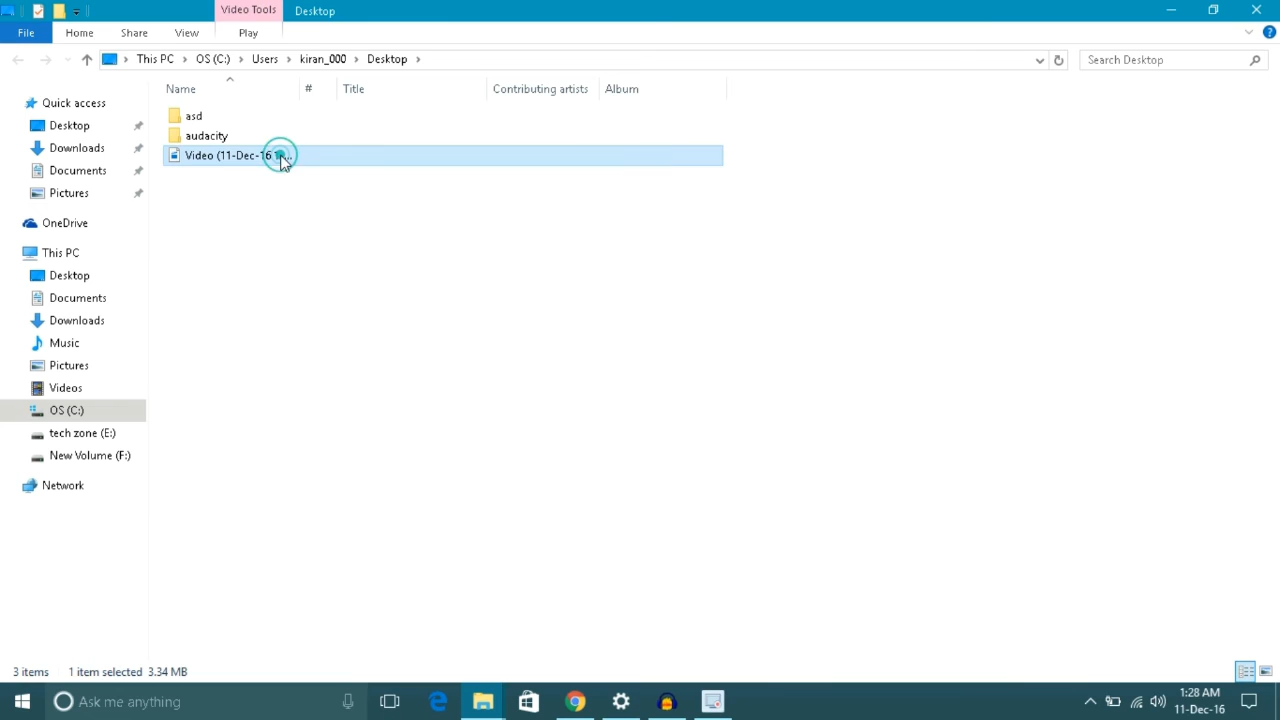 Video Tools
Desktop
File
Home
Share
View
Play
This PC
OS (C:)
Users
kiran_000
Desktop
Search Desktop
Name
#
Title
Contributing artists
Album
asd
audacity
Video (11-Dec-16
Quick access
Desktop
Downloads
Documents
Pictures
OneDrive
This PC
Desktop
Documents
Downloads
Music
Pictures
Videos
OS (C:)
tech zone (E:)
New Volume (F:)
Network
3 items
1 item selected 3.34 MB
Ask me anything
1:28 AM
11-Dec-16